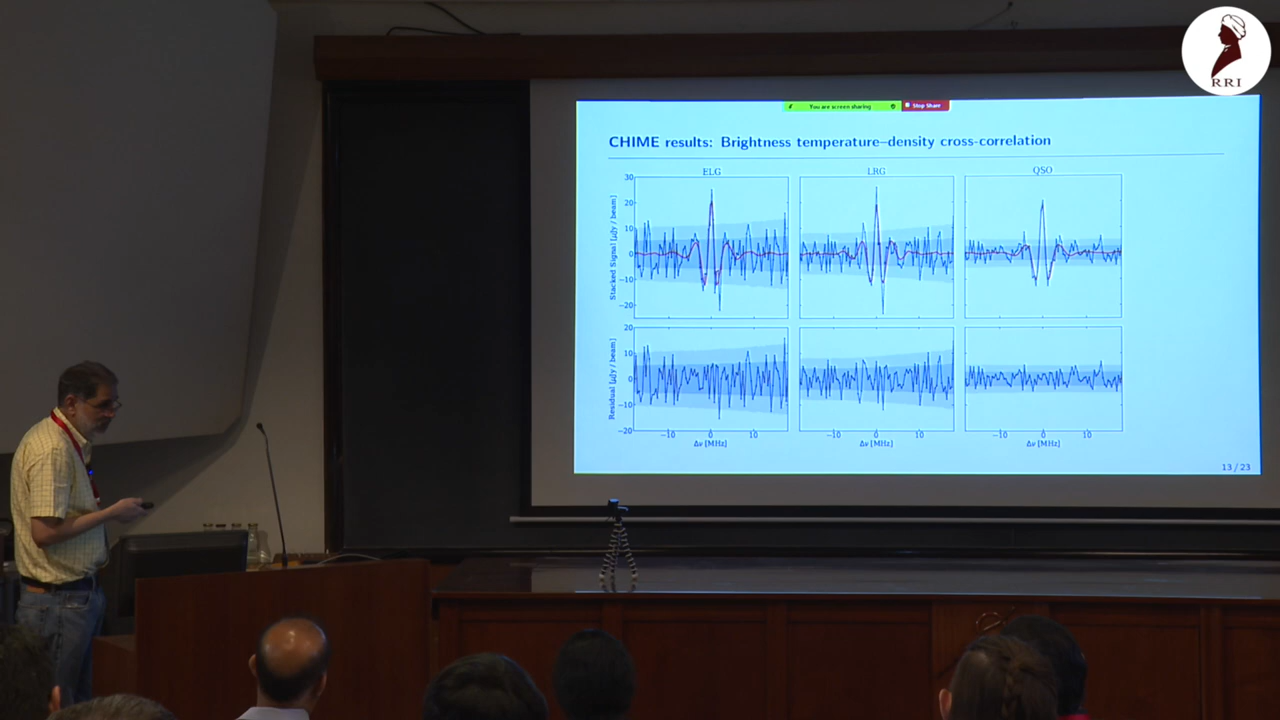 RRI
You are screen sharing
Stop Share
CHIME results: Brightness temperature–density cross-correlation
ELG LRG QSO
Stacked Signal [μJy / beam]
30
20
10
0
−10
−20
Residual [μJy / beam]
20
10
0
−10
−20
−10 0 10 −10 0 10 −10 0 10
Δν [MHz] Δν [MHz] Δν [MHz]
13 / 23